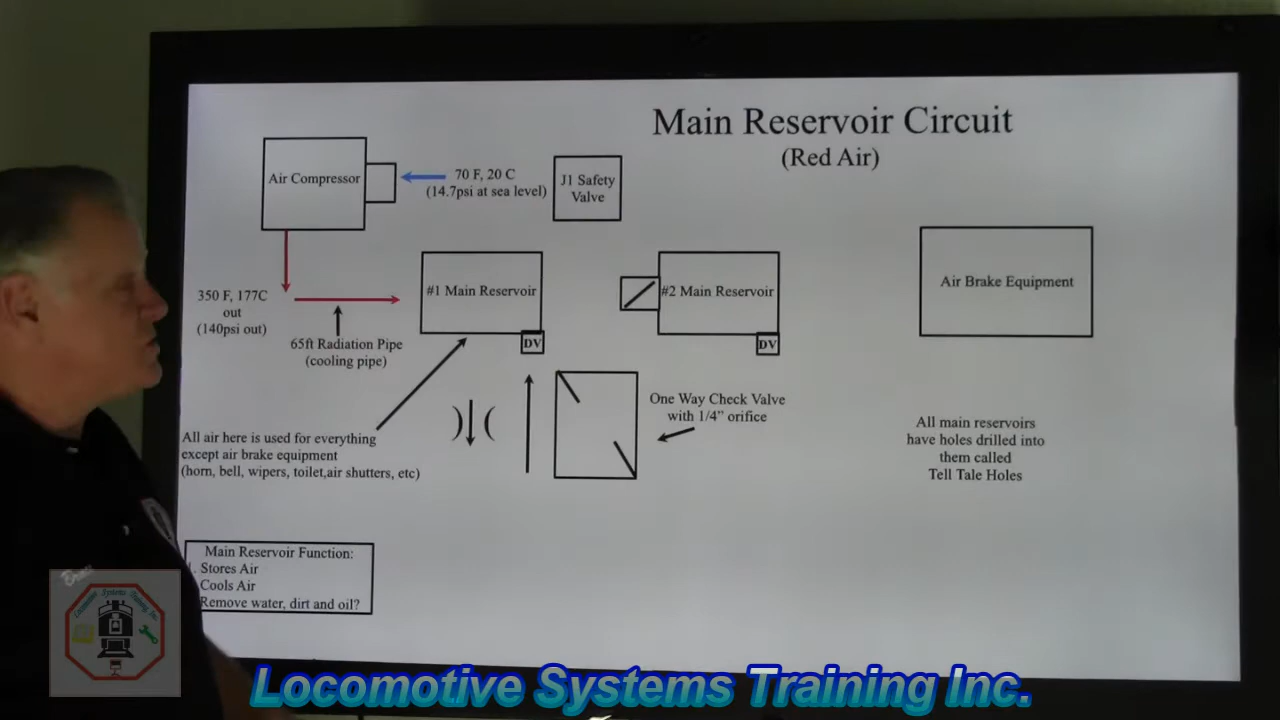 Main Reservoir Circuit
(Red Air)
Air Compressor
70 F, 20 C
(14.7psi at sea level)
J1 Safety
Valve
350 F, 177C
out
(140psi out)
65ft Radiation Pipe
(cooling pipe)
#1 Main Reservoir
DV
#2 Main Reservoir
DV
Air Brake Equipment
One Way Check Valve
with 1/4" orifice
)
(
All air here is used for everything
except air brake equipment
(horn, bell, wipers, toilet,air shutters, etc)
All main reservoirs
have holes drilled into
them called
Tell Tale Holes
Main Reservoir Function:
Stores Air
Cools Air
Remove water, dirt and oil?
Locomotive Systems Training Inc.
Locomotive Systems Training Inc.